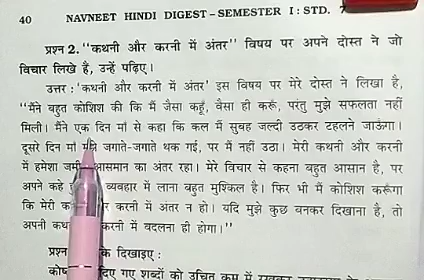 40 NAVNEET HINDI DIGEST – SEMESTER I : STD. 7
प्रश्न 2. "कथनी और करनी में अंतर" विषय पर अपने दोस्त ने जो
विचार लिखे हैं, उन्हें पढ़िए।
उत्तर : 'कथनी और करनी में अंतर' इस विषय पर मेरे दोस्त ने लिखा है,
"मैंने बहुत कोशिश की कि मैं जैसा कहूँ, वैसा ही करूँ, परंतु मुझे सफलता नहीं
मिली। मैंने एक दिन मां से कहा कि कल मैं सुबह जल्दी उठकर टहलने जाऊंगा।
दूसरे दिन मां जगाते-जगाते थक गई, पर मैं नहीं उठा। मेरी कथनी और करनी
में हमेशा आसमान का अंतर रहा। मेरे विचार से कहना बहुत आसान है, पर
अपने कहे व्यवहार में लाना बहुत मुश्किल है। फिर भी मैं कोशिश करूंगा
कि मेरी करनी में अंतर न हो। यदि मुझे कुछ बनकर दिखाना है, तो
अपनी करनी में बदलना ही होगा।"
प्रश्न के दिखाइए :
दिए गए शब्दों को उचित क्रम में